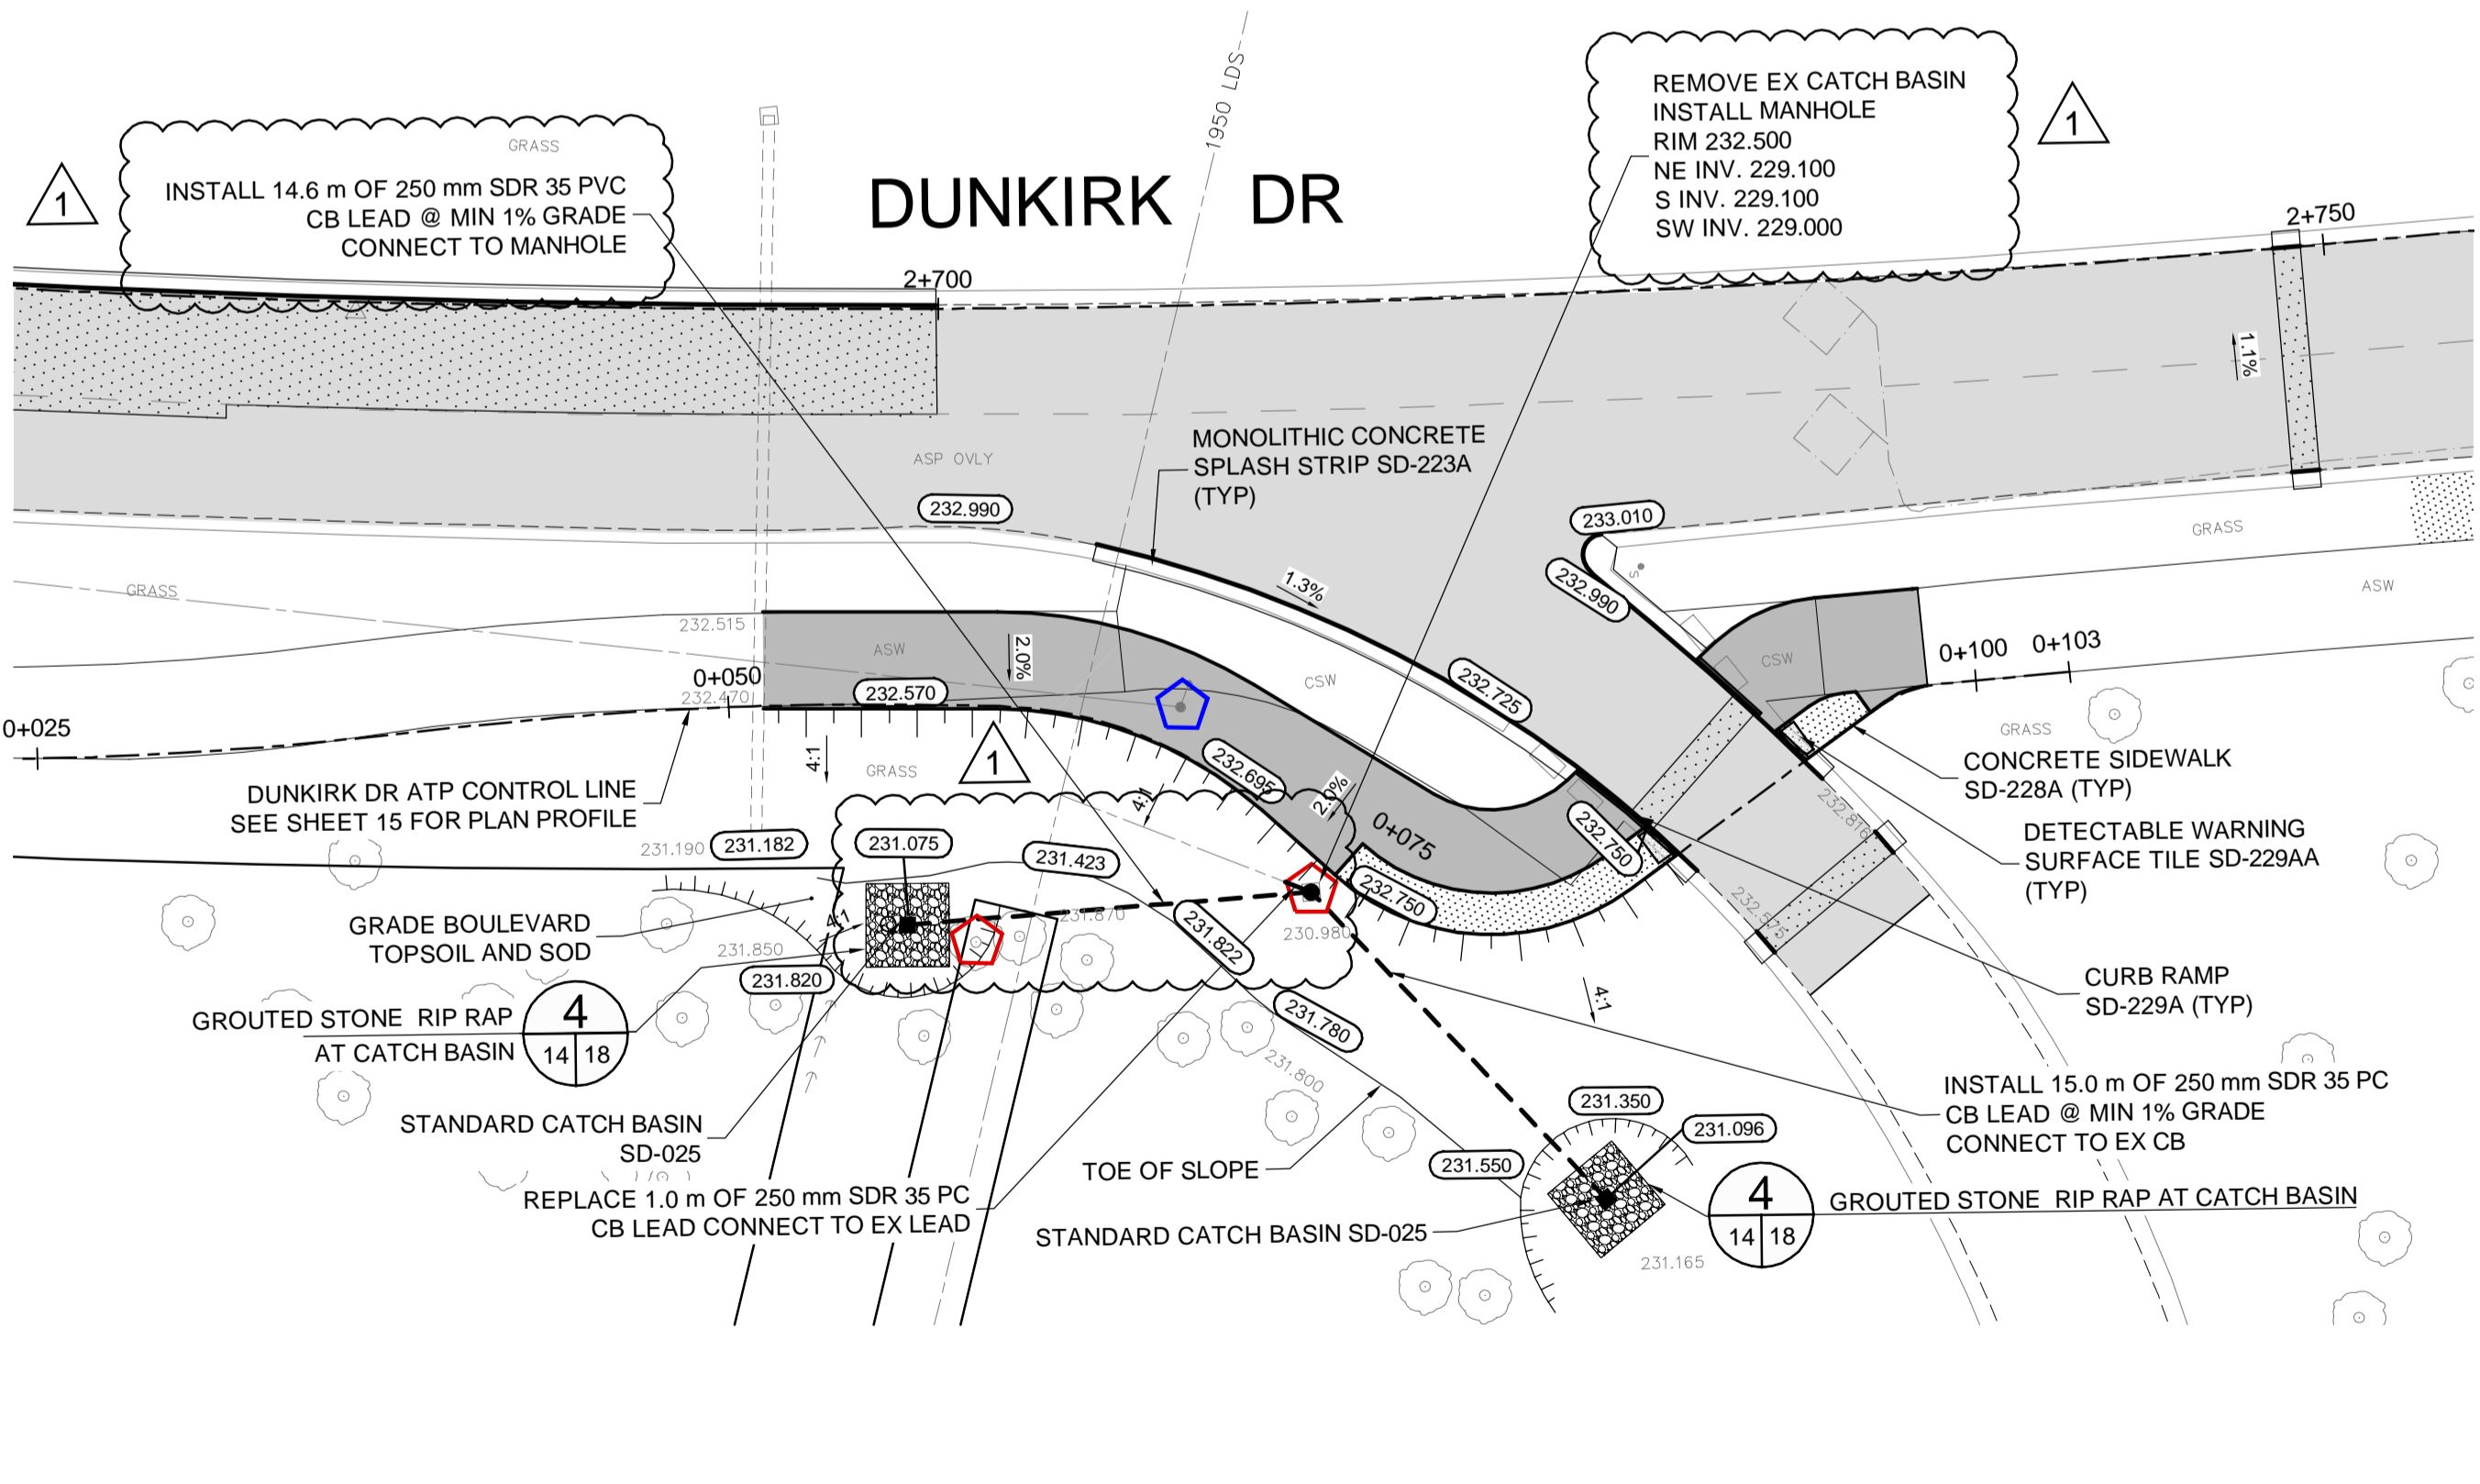 GRASS
INSTALL 14.6 m OF 250 mm SDR 35 PVC
CB LEAD @ MIN 1% GRADE
CONNECT TO MANHOLE
1
1950 LDS
DUNKIRK DR
REMOVE EX CATCH BASIN
INSTALL MANHOLE
RIM 232.500
NE INV. 229.100
S INV. 229.100
SW INV. 229.000
1
2+700
2+750
1.1%
ASP OVLY
232.990
MONOLITHIC CONCRETE
SPLASH STRIP SD-223A
(TYP)
233.010
GRASS
ASW
GRASS
232.515
ASW
2.0%
1.3%
232.990
S
CSW
232.725
CSW
0+100
0+103
0+050
232.470
232.570
0+025
GRASS
DUNKIRK DR ATP CONTROL LINE
SEE SHEET 15 FOR PLAN PROFILE
4:1
GRASS
1
232.695
4:1
2.0%
0+075
232.750
232.750
232.816
232.575
CONCRETE SIDEWALK
SD-228A (TYP)
DETECTABLE WARNING
SURFACE TILE SD-229AA
(TYP)
CURB RAMP
SD-229A (TYP)
231.190
231.182
231.075
231.423
GRADE BOULEVARD
TOPSOIL AND SOD
4:1
231.850
231.820
231.870
231.822
230.980
231.780
231.800
4:1
GROUTED STONE RIP RAP
AT CATCH BASIN
4
14
18
STANDARD CATCH BASIN
SD-025
REPLACE 1.0 m OF 250 mm SDR 35 PC
CB LEAD CONNECT TO EX LEAD
TOE OF SLOPE
STANDARD CATCH BASIN SD-025
231.350
231.096
231.550
231.165
INSTALL 15.0 m OF 250 mm SDR 35 PC
CB LEAD @ MIN 1% GRADE
CONNECT TO EX CB
4
14
18
GROUTED STONE RIP RAP AT CATCH BASIN